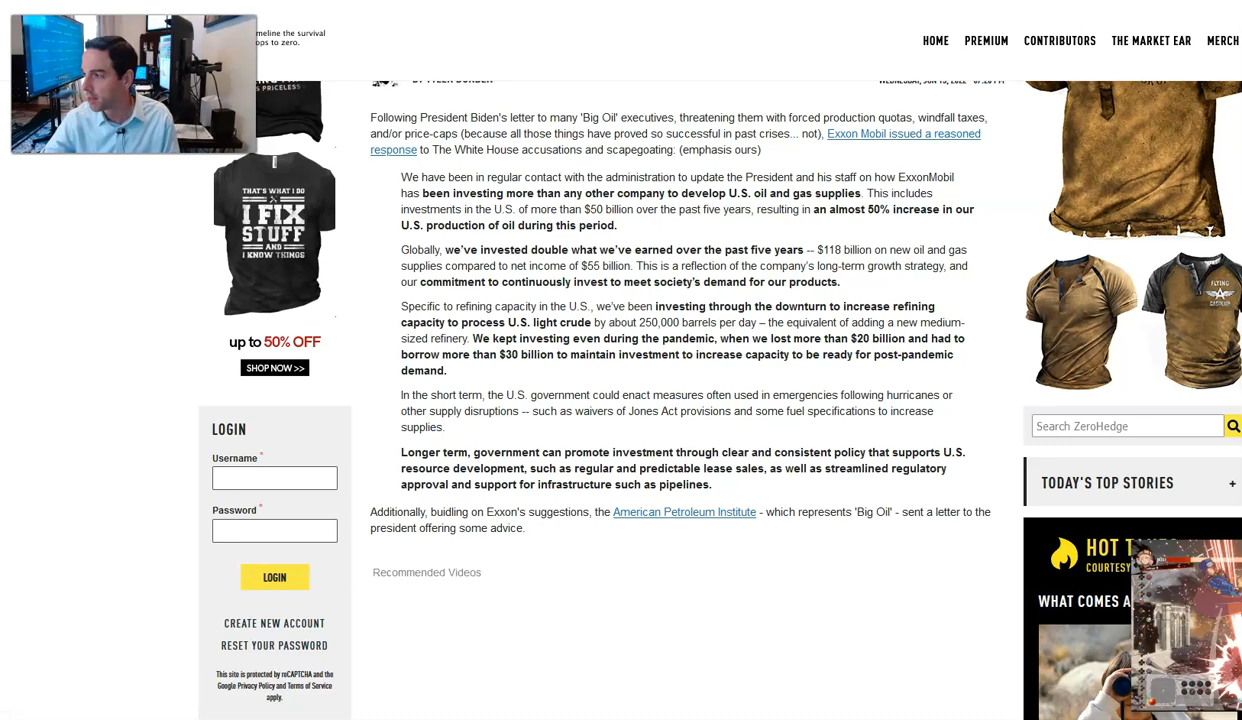 meline the survival
ops to zero.
HOME PREMIUM CONTRIBUTORS THE MARKET EAR MERCH
PRICELESS
BY TYLER DURDEN
WEDNESDAY, JUN 15, 2022 - 07:20 PM
Following President Biden's letter to many 'Big Oil' executives, threatening them with forced production quotas, windfall taxes,
and/or price-caps (because all those things have proved so successful in past crises... not), Exxon Mobil issued a reasoned
response to The White House accusations and scapegoating: (emphasis ours)
We have been in regular contact with the administration to update the President and his staff on how ExxonMobil
has been investing more than any other company to develop U.S. oil and gas supplies. This includes
investments in the U.S. of more than $50 billion over the past five years, resulting in an almost 50% increase in our
U.S. production of oil during this period.
Globally, we've invested double what we've earned over the past five years -- $118 billion on new oil and gas
supplies compared to net income of $55 billion. This is a reflection of the company's long-term growth strategy, and
our commitment to continuously invest to meet society's demand for our products.
Specific to refining capacity in the U.S., we've been investing through the downturn to increase refining
capacity to process U.S. light crude by about 250,000 barrels per day – the equivalent of adding a new medium-
sized refinery. We kept investing even during the pandemic, when we lost more than $20 billion and had to
borrow more than $30 billion to maintain investment to increase capacity to be ready for post-pandemic
demand.
In the short term, the U.S. government could enact measures often used in emergencies following hurricanes or
other supply disruptions -- such as waivers of Jones Act provisions and some fuel specifications to increase
supplies.
Longer term, government can promote investment through clear and consistent policy that supports U.S.
resource development, such as regular and predictable lease sales, as well as streamlined regulatory
approval and support for infrastructure such as pipelines.
Additionally, buidling on Exxon's suggestions, the American Petroleum Institute - which represents 'Big Oil' - sent a letter to the
president offering some advice.
Recommended Videos
THAT'S WHAT I DO
I FIX
STUFF
AND
I KNOW THINGS
up to 50% OFF
SHOP NOW >>
LOGIN
Username *
Password *
LOGIN
CREATE NEW ACCOUNT
RESET YOUR PASSWORD
This site is protected by reCAPTCHA and the
Google Privacy Policy and Terms of Service
apply.
FLYING
Search ZeroHedge
TODAY'S TOP STORIES +
HOT T
COURTESY
WHAT COMES A